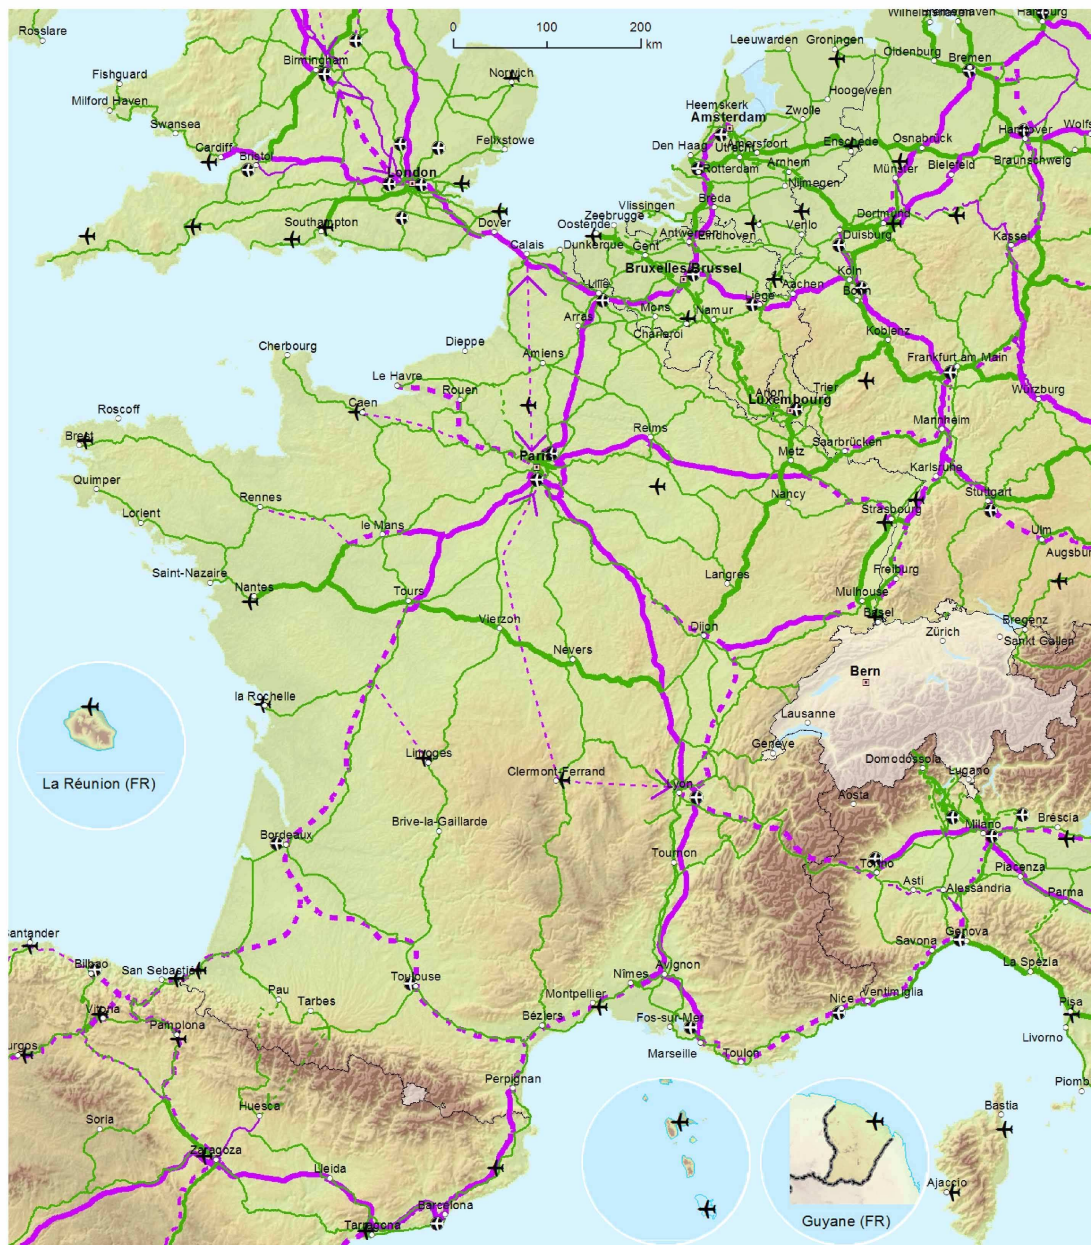 Rosslare
0 100 200
km
Wilhelmshaven
Bremerhaven
Hamburg
Leeuwarden
Groningen
Oldenburg
Bremen
Birmingham
Norwich
Fishguard
Hoogeveen
Milford Haven
Heemskerk
Zwolle
Amsterdam
Swansea
Felixstowe
Den Haag
Utrecht
Amersfoort
Enschede
Osnabrück
Hannover
Wolfs
Cardiff
Bristol
Arnhem
Münster
Bielefeld
Braunschweig
London
Rotterdam
Nijmegen
Southampton
Dover
Vlissingen
Zeebrugge
Breda
Dortmund
Oostende
Venlo
Duisburg
Calais
Dunkerque
Gent
Antwerpen
Eindhoven
Kassel
Bruxelles/Brussel
Köln
Lille
Liège
Aachen
Bonn
Arras
Mons
Namur
Charleroi
Koblenz
Cherbourg
Dieppe
Amiens
Frankfurt am Main
Le Havre
Rouen
Arlon
Trier
Würzburg
Caen
Luxembourg
Roscoff
Mannheim
Brest
Paris
Reims
Saarbrücken
Metz
Karlsruhe
Quimper
Rennes
Nancy
Stuttgart
Lorient
le Mans
Strasbourg
Ulm
Augsburg
Saint-Nazaire
Nantes
Tours
Langres
Freiburg
Mulhouse
Vierzon
Dijon
Basel
Bregenz
Zürich
Sankt Gallen
Nevers
Bern
la Rochelle
Lausanne
Genève
Limoges
Clermont-Ferrand
Lyon
Domodossola
Lugano
La Réunion (FR)
Aosta
Bordeaux
Brive-la-Gaillarde
Milano
Brescia
Tournon
Torino
Piacenza
Asti
Alessandria
Parma
Santander
Genova
Savona
Bilbao
San Sebastián
Toulouse
Nîmes
Avignon
La Spezia
Vitoria
Pau
Tarbes
Montpellier
Nice
Ventimiglia
Pisa
Pamplona
Béziers
Fos-sur-Mer
Livorno
urgos
Marseille
Toulon
Perpignan
Piomb
Soria
Huesca
Bastia
Zaragoza
Lleida
Ajaccio
Barcelona
Tarragona
Guyane (FR)